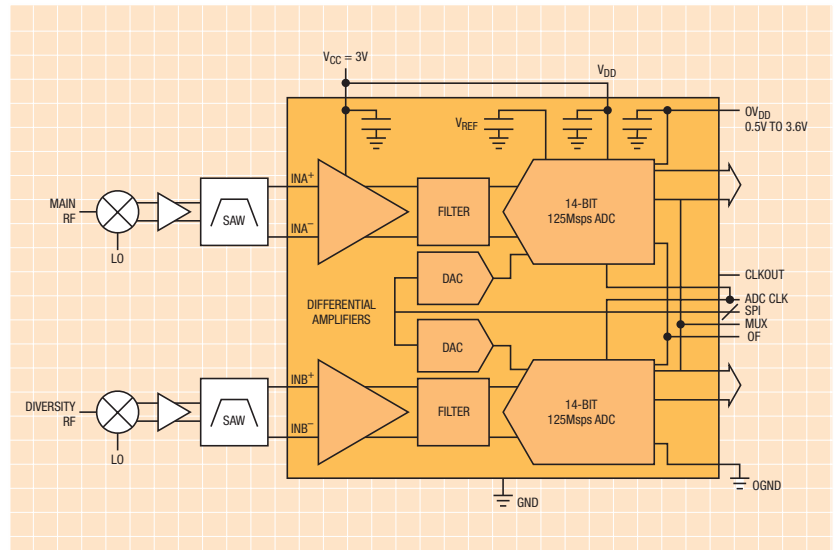 VCC = 3V
VDD
VREF
OVDD
0.5V TO 3.6V
MAIN
RF
LO
SAW
INA+
INA−
FILTER
14-BIT
125Msps ADC
DAC
CLKOUT
ADC CLK
SPI
MUX
OF
DIFFERENTIAL
AMPLIFIERS
DAC
DIVERSITY
RF
LO
SAW
INB+
INB−
FILTER
14-BIT
125Msps ADC
OGND
GND